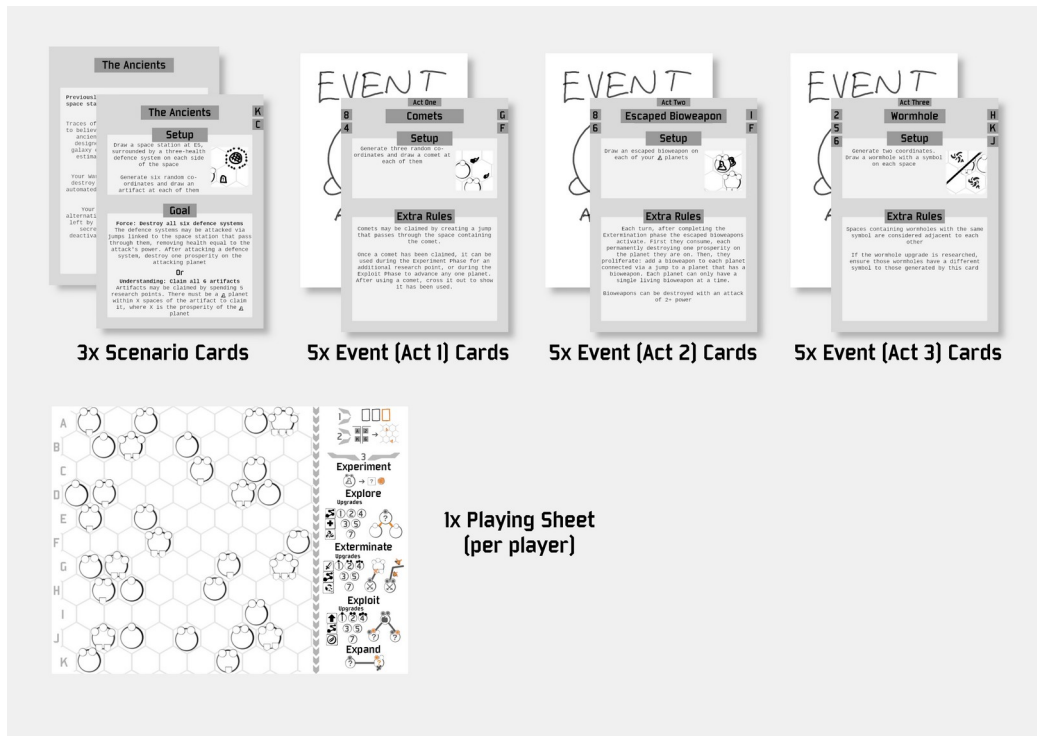 The Ancients
Previousl
space sta
Traces of
to believ
ancien
design
galaxy
estima
Your
destroy
automated
Your
alternati
left by
secre
deactiva
The Ancients
K
C
Setup
Draw a space station at E6,
surrounded by a three-health
defence system on each side
of the space
Generate six random co-
ordinates and draw an
artifact at each of them
Goal
Force: Destroy all six defence systems
The defence systems may be attacked via
jumps linked to the space station that pass
through them, removing health equal to the
attack's power. After attacking a defence
system, destroy one prosperity on the
attacking planet
Or
Understanding: Claim all 6 artifacts
Artifacts may be claimed by spending 5
research points. There must be a planet
within X spaces of the artifact to claim
it, where X is the prosperity of the
planet
3x Scenario Cards
EVENT
A
Act One
8
4
Comets
G
F
Setup
Generate three random co-
ordinates and draw a comet at
each of them
Extra Rules
Comets may be claimed by creating a jump
that passes through the space containing
the comet.
Once a comet has been claimed, it can be
used during the Experiment Phase for an
additional research point, or during the
Exploit Phase to advance any one planet.
After using a comet, cross it out to show
it has been used.
5x Event (Act 1) Cards
EVENT
A
Act Two
8
6
Escaped Bioweapon
I
F
Setup
Draw an escaped bioweapon on
each of your planets
Extra Rules
Each turn, after completing the
Extermination phase the escaped bioweapons
activate. First they consume, each
permanently destroying one prosperity on
the planet they are on. Then, they
proliferate: add a bioweapon to each planet
connected via a jump to a planet that has a
bioweapon. Each planet can only have a
single living bioweapon at a time.
Bioweapons can be destroyed with an attack
of 2+ power
5x Event (Act 2) Cards
EVENT
A
Act Three
2
5
6
Wormhole
H
K
J
Setup
Generate two coordinates.
Draw a wormhole with a symbol
on each space
Extra Rules
Spaces containing wormholes with the same
symbol are considered adjacent to each
other
If the wormhole upgrade is researched,
ensure those wormholes have a different
symbol to these generated by this card
5x Event (Act 3) Cards
A
B
C
D
E
F
G
H
I
J
K
1
2
3
Experiment
?
Explore
Upgrades
1 2 4
3 5
7
?
Exterminate
Upgrades
1 2 4
3 5
7
Exploit
Upgrades
1 2 4
3 5
7
? ?
Expand
? ?
1x Playing Sheet
(per player)